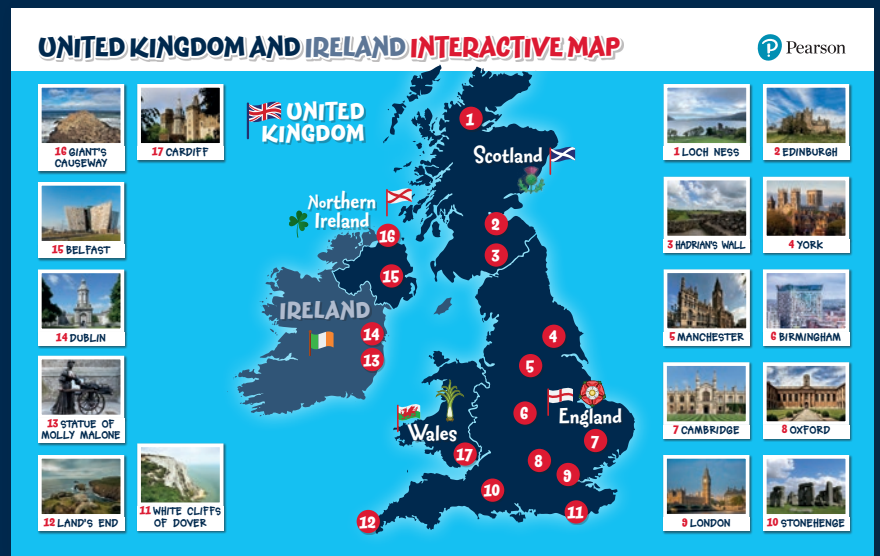 UNITED KINGDOM AND IRELAND INTERACTIVE MAP
P Pearson
16 GIANT'S
CAUSEWAY
17 CARDIFF
15 BELFAST
14 DUBLIN
13 STATUE OF
MOLLY MALONE
12 LAND'S END
11 WHITE CLIFFS
OF DOVER
UNITED
KINGDOM
1
Scotland
Northern
Ireland
2
16
3
15
IRELAND
14
4
13
5
6
England
Wales
7
17
8
9
10
11
12
1 LOCH NESS
2 EDINBURGH
3 HADRIAN'S WALL
4 YORK
5 MANCHESTER
6 BIRMINGHAM
7 CAMBRIDGE
8 OXFORD
9 LONDON
10 STONEHENGE